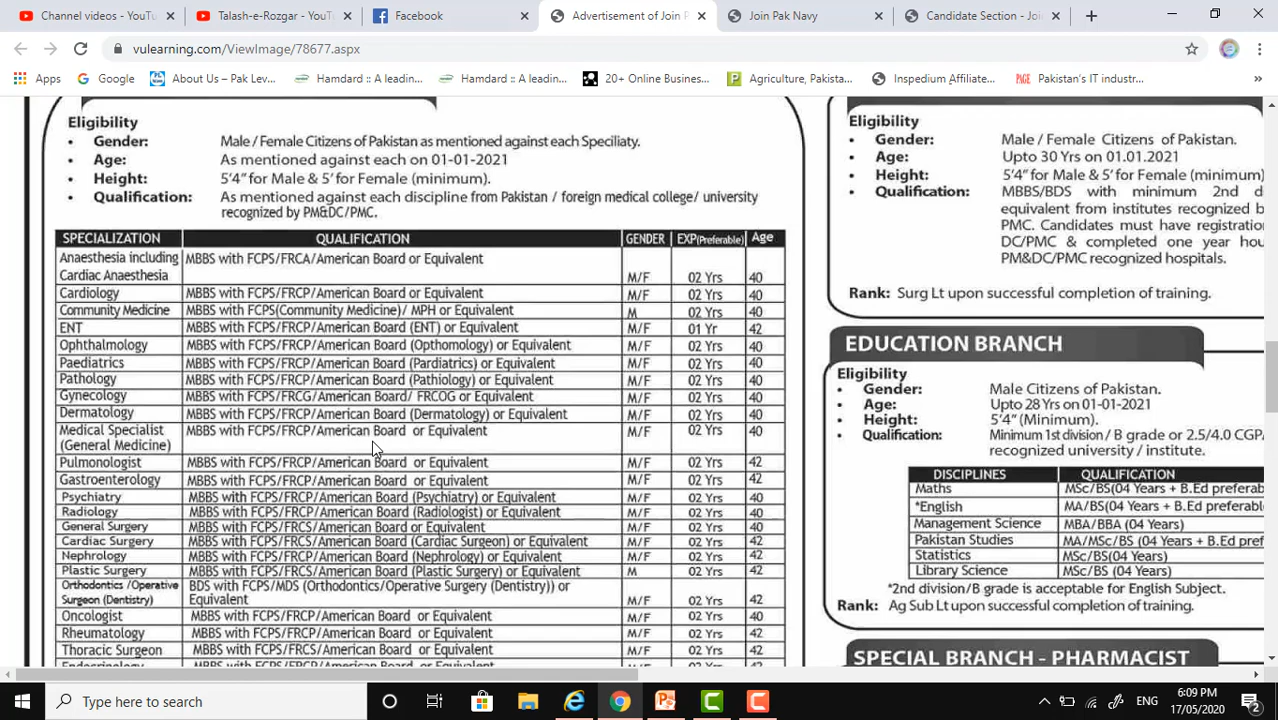 Channel videos - YouTu
Talash-e-Rozgar - YouT
Facebook
Advertisement of Join P
Join Pak Navy
Candidate Section - Joi
vulearning.com/ViewImage/78677.aspx
Apps
Google
About Us – Pak Lev...
Hamdard :: A leadin...
Hamdard :: A leadin...
20+ Online Busines...
Agriculture, Pakista...
Inspedium Affiliate...
Pakistan's IT industr...
Eligibility
• Gender: Male / Female Citizens of Pakistan as mentioned against each Speciliaty.
• Age: As mentioned against each on 01-01-2021
• Height: 5'4" for Male & 5' for Female (minimum).
• Qualification: As mentioned against each discipline from Pakistan / foreign medical college/ university
recognized by PM&DC/PMC.
SPECIALIZATION QUALIFICATION GENDER EXP(Preferable) Age
Anaesthesia including MBBS with FCPS/FRCA/American Board or Equivalent
Cardiac Anaesthesia M/F 02 Yrs 40
Cardiology MBBS with FCPS/FRCP/American Board or Equivalent M/F 02 Yrs 40
Community Medicine MBBS with FCPS(Community Medicine)/ MPH or Equivalent M 02 Yrs 40
ENT MBBS with FCPS/FRCP/American Board (ENT) or Equivalent M/F 01 Yr 42
Ophthalmology MBBS with FCPS/FRCP/American Board (Opthomology) or Equivalent M/F 02 Yrs 40
Paediatrics MBBS with FCPS/FRCP/American Board (Pardiatrics) or Equivalent M/F 02 Yrs 40
Pathology MBBS with FCPS/FRCP/American Board (Pathiology) or Equivalent M/F 02 Yrs 40
Gynecology MBBS with FCPS/FRCG/American Board/ FRCOG or Equivalent M/F 02 Yrs 40
Dermatology MBBS with FCPS/FRCP/American Board (Dermatology) or Equivalent M/F 02 Yrs 40
Medical Specialist MBBS with FCPS/FRCP/American Board or Equivalent M/F 02 Yrs 40
(General Medicine)
Pulmonologist MBBS with FCPS/FRCP/American Board or Equivalent M/F 02 Yrs 42
Gastroenterology MBBS with FCPS/FRCP/American Board or Equivalent M/F 02 Yrs 42
Psychiatry MBBS with FCPS/FRCP/American Board (Psychiatry) or Equivalent M/F 02 Yrs 40
Radiology MBBS with FCPS/FRCP/American Board (Radiologist) or Equivalent M/F 02 Yrs 40
General Surgery MBBS with FCPS/FRCS/American Board or Equivalent M/F 02 Yrs 40
Cardiac Surgery MBBS with FCPS/FRCS/American Board (Cardiac Surgeon) or Equivalent M/F 02 Yrs 42
Nephrology MBBS with FCPS/FRCP/American Board (Nephrology) or Equivalent M/F 02 Yrs 42
Plastic Surgery MBBS with FCPS/FRCP/American Board (Plastic Surgery) or Equivalent M 02 Yrs 42
Orthodontics /Operative BDS with FCPS/MDS (Orthodontics/Operative Surgery (Dentistry)) or
Surgeon (Dentistry) Equivalent M/F 02 Yrs 42
Oncologist MBBS with FCPS/FRCP/American Board or Equivalent M/F 02 Yrs 40
Rheumatology MBBS with FCPS/FRCP/American Board or Equivalent M/F 02 Yrs 42
Thoracic Surgeon MBBS with FCPS/FRCS/American Board or Equivalent M/F 02 Yrs 42
Eligibility
• Gender: Male / Female Citizens of Pakistan.
• Age: Upto 30 Yrs on 01.01.2021
• Height: 5'4" for Male & 5' for Female (minimum)
• Qualification: MBBS/BDS with minimum 2nd d
equivalent from institutes recognized b
PMC. Candidates must have registration
DC/PMC & completed one year hou
PM&DC/PMC recognized hospitals.
Rank: Surg Lt upon successful completion of training.
EDUCATION BRANCH
Eligibility
• Gender: Male Citizens of Pakistan.
• Age: Upto 28 Yrs on 01-01-2021
• Height: 5'4" (Minimum).
• Qualification: Minimum 1st division / B grade or 2.5/4.0 CGP
recognized university / institute.
DISCIPLINES QUALIFICATION
Maths MSc/BS(04 Years + B.Ed preferab
*English MA/BS(04 Years + B.Ed preferab
Management Science MBA/BBA (04 Years)
Pakistan Studies MA/MSc/BS (04 Years + B.Ed pref
Statistics MSc/BS(04 Years)
Library Science MSc/BS (04 Years)
*2nd division/B grade is acceptable for English Subject.
Rank: Ag Sub Lt upon successful completion of training.
SPECIAL BRANCH - PHARMACIST
Type here to search
ENG
6:09 PM
17/05/2020
2